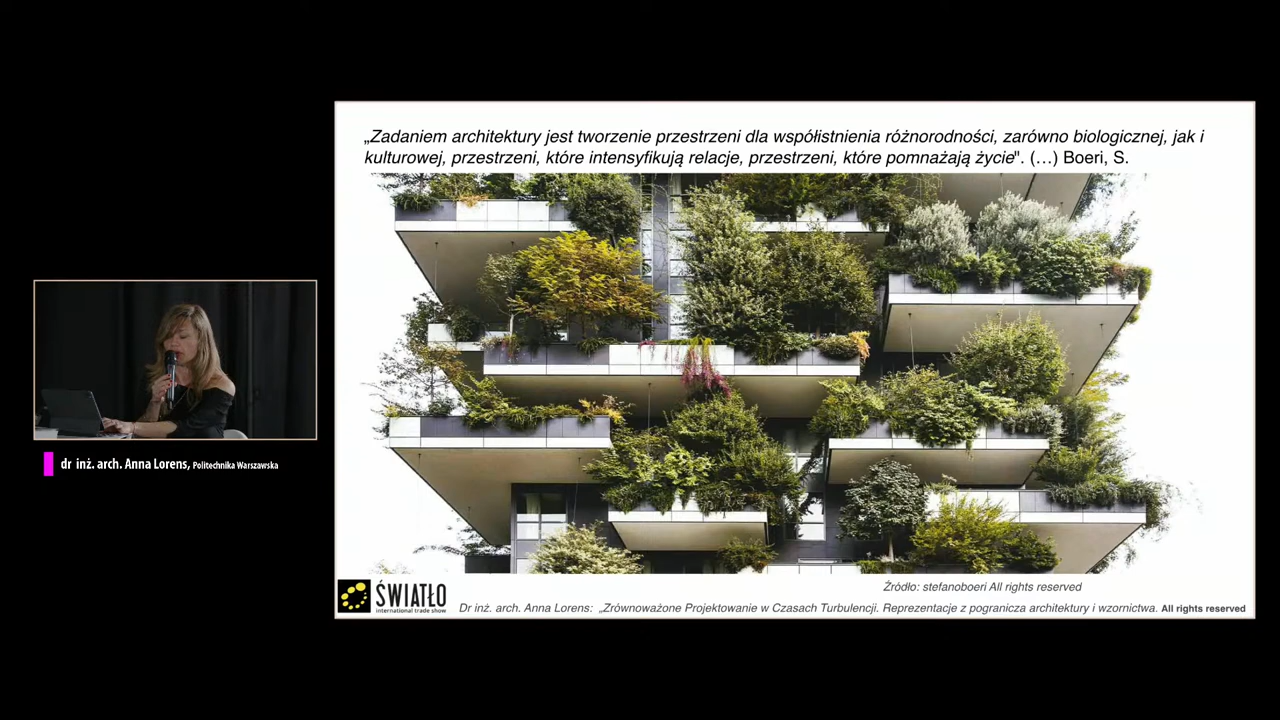 „Zadaniem architektury jest tworzenie przestrzeni dla współistnienia różnorodności, zarówno biologicznej, jak i
kulturowej, przestrzeni, które intensyfikują relacje, przestrzeni, które pomnażają życie". (…) Boeri, S.
dr inż. arch. Anna Lorens, Politechnika Warszawska
Źródło: stefanoboeri All rights reserved
ŚWIATŁO
international trade show
Dr inż. arch. Anna Lorens: „Zrównoważone Projektowanie w Czasach Turbulencji. Reprezentacje z pogranicza architektury i wzornictwa. All rights reserved